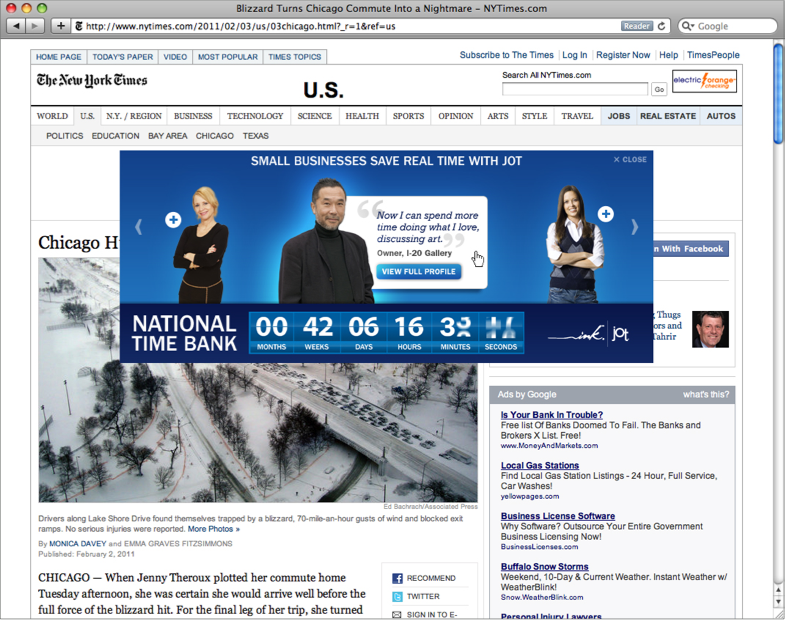 Blizzard Turns Chicago Commute Into a Nightmare – NYTimes.com
http://www.nytimes.com/2011/02/03/us/03chicago.html?_r=1&ref=us
Reader
Google
HOME PAGE TODAY'S PAPER VIDEO MOST POPULAR TIMES TOPICS
Subscribe to The Times Log In Register Now Help TimesPeople
The New York Times
U.S.
Search All NYTimes.com
Go
electric orange checking
WORLD U.S. N.Y. / REGION BUSINESS TECHNOLOGY SCIENCE HEALTH SPORTS OPINION ARTS STYLE TRAVEL JOBS REAL ESTATE AUTOS
POLITICS EDUCATION BAY AREA CHICAGO TEXAS
SMALL BUSINESSES SAVE REAL TIME WITH JOT
X CLOSE
“Now I can spend more
time doing what I love,
discussing art.”
Owner, I-20 Gallery
VIEW FULL PROFILE
NATIONAL
TIME BANK
00 42 06 16
MONTHS WEEKS DAYS HOURS MINUTES SECONDS
ink. jot
Chicago
n With Facebook
Thugs
ors and
Tahrir
Ed Bachrach/Associated Press
Drivers along Lake Shore Drive found themselves trapped by a blizzard, 70-mile-an-hour gusts of wind and blocked exit
ramps. No serious injuries were reported. More Photos »
By MONICA DAVEY and EMMA GRAVES FITZSIMMONS
Published: February 2, 2011
CHICAGO — When Jenny Theroux plotted her commute home
Tuesday afternoon, she was certain she would arrive well before the
full force of the blizzard hit. For the final leg of her trip, she turned
RECOMMEND
TWITTER
SIGN IN TO E-
Ads by Google what's this?
Is Your Bank In Trouble?
Free list Of Banks Doomed To Fail. The Banks and
Brokers X List. Free!
www.MoneyAndMarkets.com
Local Gas Stations
Find Local Gas Station Listings - 24 Hour, Full Service,
Car Washes!
yellowpages.com
Business License Software
Why Software? Outsource Your Entire Government
Business Licensing Now!
BusinessLicenses.com
Buffalo Snow Storms
Weekend, 10-Day & Current Weather. Instant Weather w/
WeatherBlink!
Snow.WeatherBlink.com
Personal Injury Lawyers